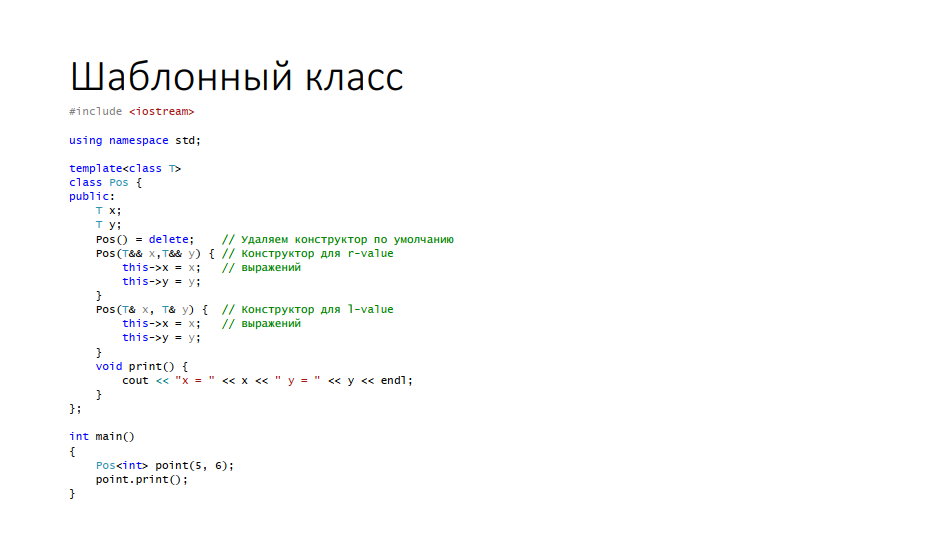 Шаблонный класс
#include <iostream>
using namespace std;
template<class T>
class Pos {
public:
    T x;
    T y;
    Pos() = delete;    // Удаляем конструктор по умолчанию
    Pos(T&& x,T&& y) { // Конструктор для r-value
        this->x = x;   // выражений
        this->y = y;
    }
    Pos(T& x, T& y) {  // Конструктор для l-value
        this->x = x;   // выражений
        this->y = y;
    }
    void print() {
        cout << "x = " << x << " y = " << y << endl;
    }
};
int main()
{
    Pos<int> point(5, 6);
    point.print();
}